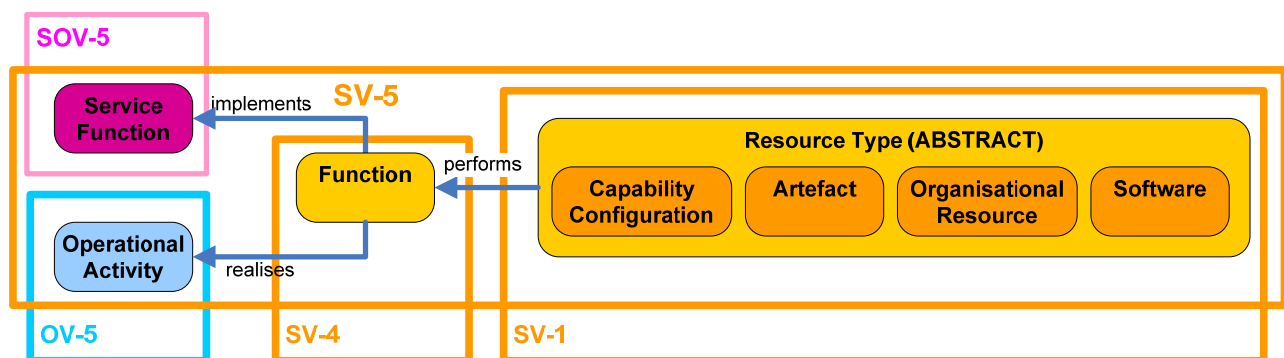 SOV-5
Service
Function
implements
SV-5
Resource Type (ABSTRACT)
Function
performs
Capability
Configuration
Artefact
Organisational
Resource
Software
Operational
Activity
realises
OV-5
SV-4
SV-1